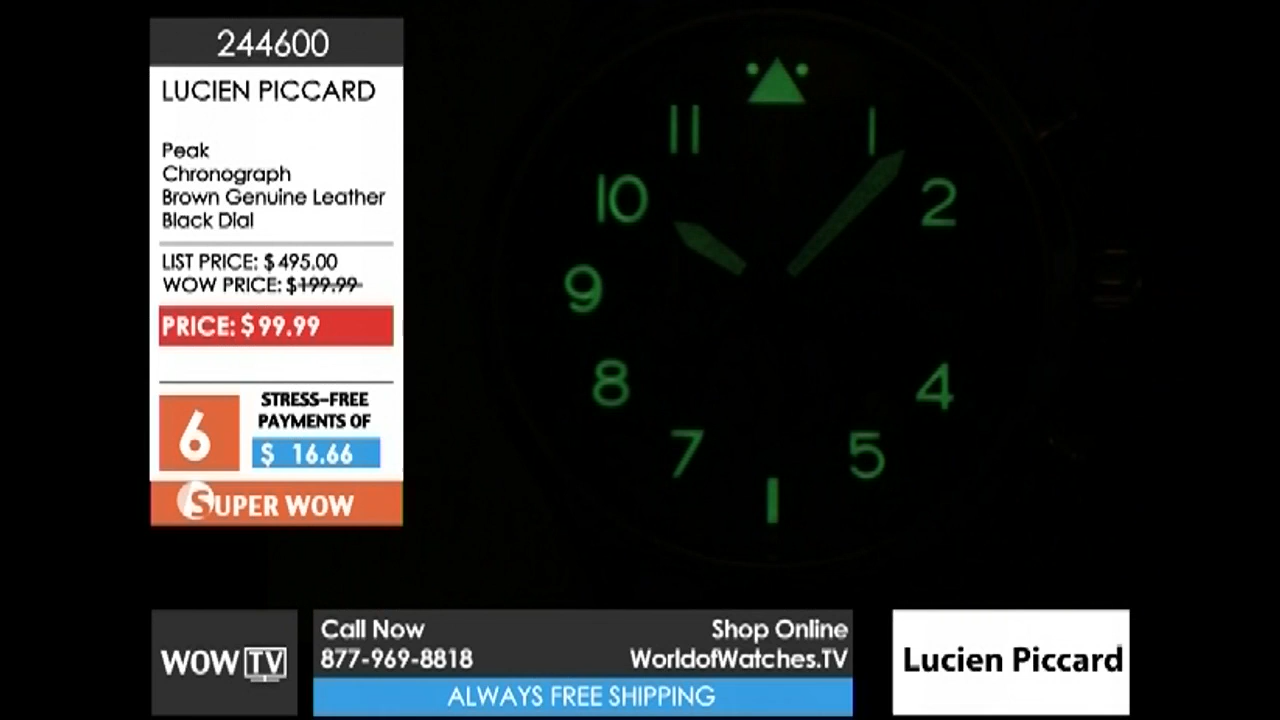 244600
LUCIEN PICCARD
Peak
Chronograph
Brown Genuine Leather
Black Dial
LIST PRICE: $495.00
WOW PRICE: $199.99
PRICE: $99.99
6
STRESS-FREE
PAYMENTS OF
$ 16.66
SUPER WOW
11
1
10
2
9
8
4
7
5
WOW TV
Call Now
877-969-8818
Shop Online
WorldofWatches.TV
ALWAYS FREE SHIPPING
Lucien Piccard